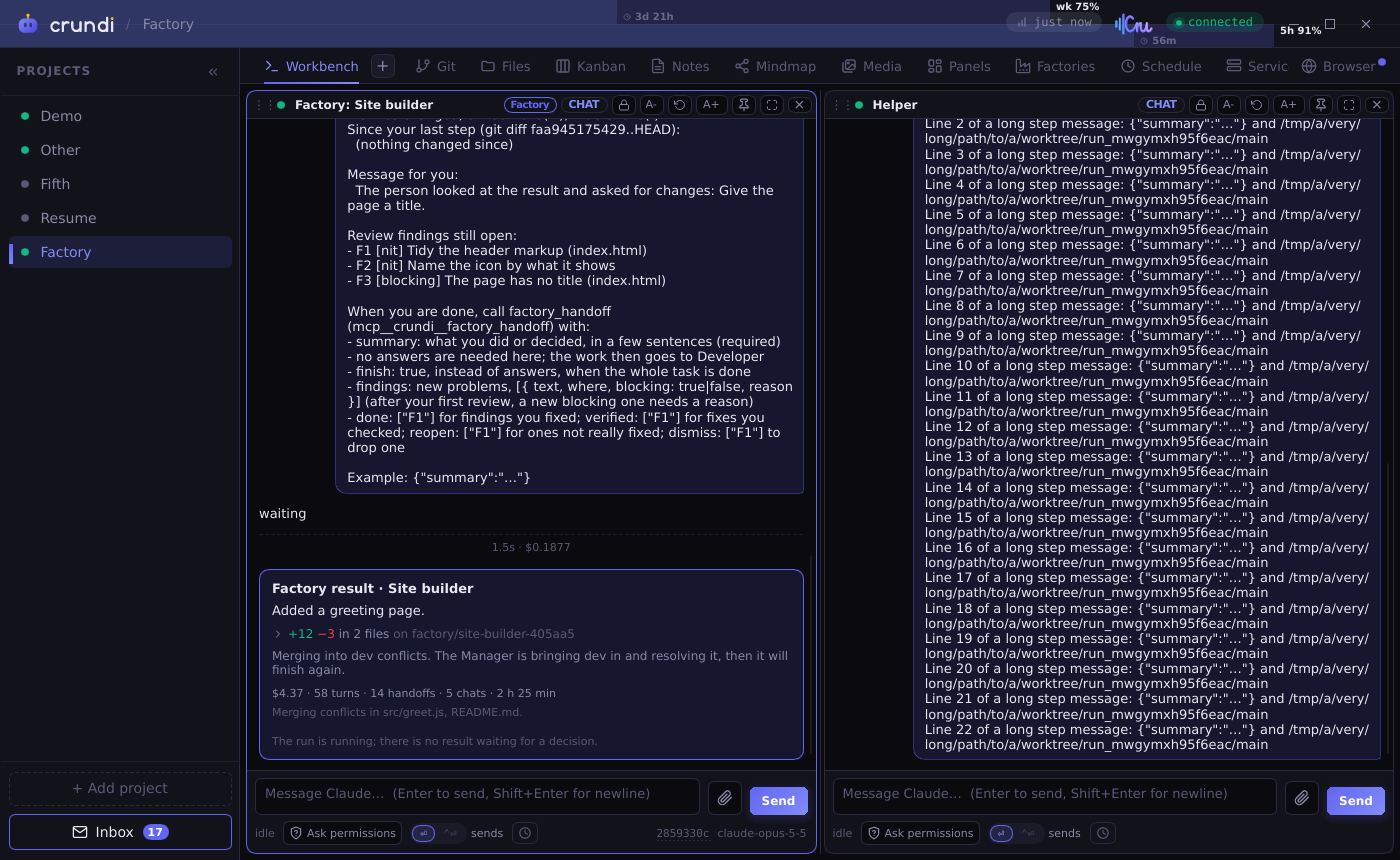 crundi / Factory
3d 21h
wk 75%
just now
Cru
connected
56m
5h 91%
PROJECTS
«
Workbench
+
Git
Files
Kanban
Notes
Mindmap
Media
Panels
Factories
Schedule
Servic
Browser
Demo
Other
Fifth
Resume
Factory
+ Add project
Inbox 17
Factory: Site builder
Factory CHAT A- A+
Since your last step (git diff faa945175429..HEAD):
(nothing changed since)
Message for you:
The person looked at the result and asked for changes: Give the
page a title.
Review findings still open:
- F1 [nit] Tidy the header markup (index.html)
- F2 [nit] Name the icon by what it shows
- F3 [blocking] The page has no title (index.html)
When you are done, call factory_handoff
(mcp__crundi__factory_handoff) with:
- summary: what you did or decided, in a few sentences (required)
- no answers are needed here; the work then goes to Developer
- finish: true, instead of answers, when the whole task is done
- findings: new problems, [{ text, where, blocking: true|false, reason
}] (after your first review, a new blocking one needs a reason)
- done: ["F1"] for findings you fixed; verified: ["F1"] for fixes you
checked; reopen: ["F1"] for ones not really fixed; dismiss: ["F1"] to
drop one
Example: {"summary":"…"}
waiting
1.5s · $0.1877
Factory result · Site builder
Added a greeting page.
+12 −3 in 2 files on factory/site-builder-405aa5
Merging into dev conflicts. The Manager is bringing dev in and resolving it, then it will
finish again.
$4.37 · 58 turns · 14 handoffs · 5 chats · 2 h 25 min
Merging conflicts in src/greet.js, README.md.
The run is running; there is no result waiting for a decision.
Message Claude… (Enter to send, Shift+Enter for newline)
Send
idle
Ask permissions
sends
2859330c claude-opus-5-5
Helper
CHAT A- A+
Line 2 of a long step message: {"summary":"…"} and /tmp/a/very/
long/path/to/a/worktree/run_mwgymxh95f6eac/main
Line 3 of a long step message: {"summary":"…"} and /tmp/a/very/
long/path/to/a/worktree/run_mwgymxh95f6eac/main
Line 4 of a long step message: {"summary":"…"} and /tmp/a/very/
long/path/to/a/worktree/run_mwgymxh95f6eac/main
Line 5 of a long step message: {"summary":"…"} and /tmp/a/very/
long/path/to/a/worktree/run_mwgymxh95f6eac/main
Line 6 of a long step message: {"summary":"…"} and /tmp/a/very/
long/path/to/a/worktree/run_mwgymxh95f6eac/main
Line 7 of a long step message: {"summary":"…"} and /tmp/a/very/
long/path/to/a/worktree/run_mwgymxh95f6eac/main
Line 8 of a long step message: {"summary":"…"} and /tmp/a/very/
long/path/to/a/worktree/run_mwgymxh95f6eac/main
Line 9 of a long step message: {"summary":"…"} and /tmp/a/very/
long/path/to/a/worktree/run_mwgymxh95f6eac/main
Line 10 of a long step message: {"summary":"…"} and /tmp/a/very/
long/path/to/a/worktree/run_mwgymxh95f6eac/main
Line 11 of a long step message: {"summary":"…"} and /tmp/a/very/
long/path/to/a/worktree/run_mwgymxh95f6eac/main
Line 12 of a long step message: {"summary":"…"} and /tmp/a/very/
long/path/to/a/worktree/run_mwgymxh95f6eac/main
Line 13 of a long step message: {"summary":"…"} and /tmp/a/very/
long/path/to/a/worktree/run_mwgymxh95f6eac/main
Line 14 of a long step message: {"summary":"…"} and /tmp/a/very/
long/path/to/a/worktree/run_mwgymxh95f6eac/main
Line 15 of a long step message: {"summary":"…"} and /tmp/a/very/
long/path/to/a/worktree/run_mwgymxh95f6eac/main
Line 16 of a long step message: {"summary":"…"} and /tmp/a/very/
long/path/to/a/worktree/run_mwgymxh95f6eac/main
Line 17 of a long step message: {"summary":"…"} and /tmp/a/very/
long/path/to/a/worktree/run_mwgymxh95f6eac/main
Line 18 of a long step message: {"summary":"…"} and /tmp/a/very/
long/path/to/a/worktree/run_mwgymxh95f6eac/main
Line 19 of a long step message: {"summary":"…"} and /tmp/a/very/
long/path/to/a/worktree/run_mwgymxh95f6eac/main
Line 20 of a long step message: {"summary":"…"} and /tmp/a/very/
long/path/to/a/worktree/run_mwgymxh95f6eac/main
Line 21 of a long step message: {"summary":"…"} and /tmp/a/very/
long/path/to/a/worktree/run_mwgymxh95f6eac/main
Line 22 of a long step message: {"summary":"…"} and /tmp/a/very/
long/path/to/a/worktree/run_mwgymxh95f6eac/main
Message Claude… (Enter to send, Shift+Enter for newline)
Send
idle
Ask permissions
sends